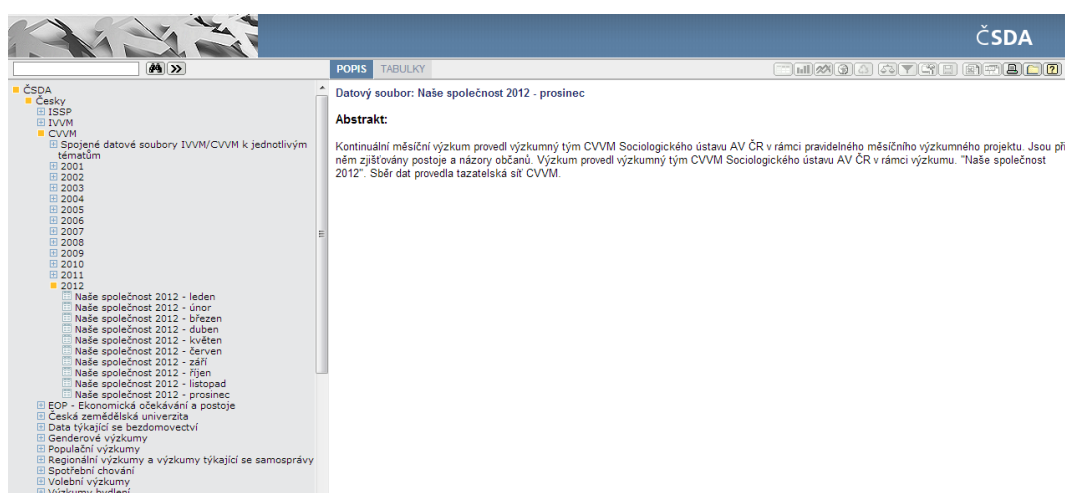 ČSDA
POPIS TABULKY
ČSDA
Česky
ISSP
IVVM
CVVM
Spojené datové soubory IVVM/CVVM k jednotlivým
tématům
2001
2002
2003
2004
2005
2006
2007
2008
2009
2010
2011
2012
Naše společnost 2012 - leden
Naše společnost 2012 - únor
Naše společnost 2012 - březen
Naše společnost 2012 - duben
Naše společnost 2012 - květen
Naše společnost 2012 - červen
Naše společnost 2012 - září
Naše společnost 2012 - říjen
Naše společnost 2012 - listopad
Naše společnost 2012 - prosinec
EOP - Ekonomická očekávání a postoje
Česká zemědělská univerzita
Data týkající se bezdomovectví
Genderové výzkumy
Populační výzkumy
Regionální výzkumy a výzkumy týkající se samosprávy
Spotřební chování
Volební výzkumy
Výzkumy bydlení
Datový soubor: Naše společnost 2012 - prosinec
Abstrakt:
Kontinuální měsíční výzkum provedl výzkumný tým CVVM Sociologického ústavu AV ČR v rámci pravidelného měsíčního výzkumného projektu. Jsou při
něm zjišťovány postoje a názory občanů. Výzkum provedl výzkumný tým CVVM Sociologického ústavu AV ČR v rámci výzkumu. "Naše společnost
2012". Sběr dat provedla tazatelská síť CVVM.